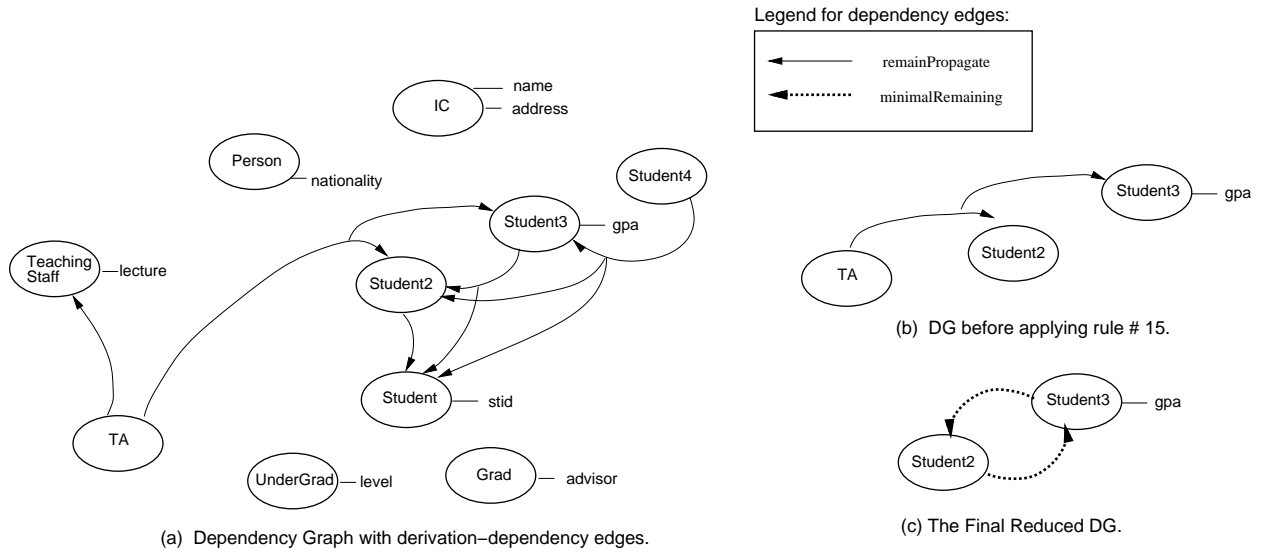 Legend for dependency edges:
remainPropagate
minimalRemaining
IC
name
address
Person
nationality
Student4
Student3
gpa
Teaching
Staff
lecture
Student2
Student
stid
TA
UnderGrad
level
Grad
advisor
(a) Dependency Graph with derivation–dependency edges.
Student3
gpa
Student2
TA
(b) DG before applying rule # 15.
Student3
gpa
Student2
(c) The Final Reduced DG.